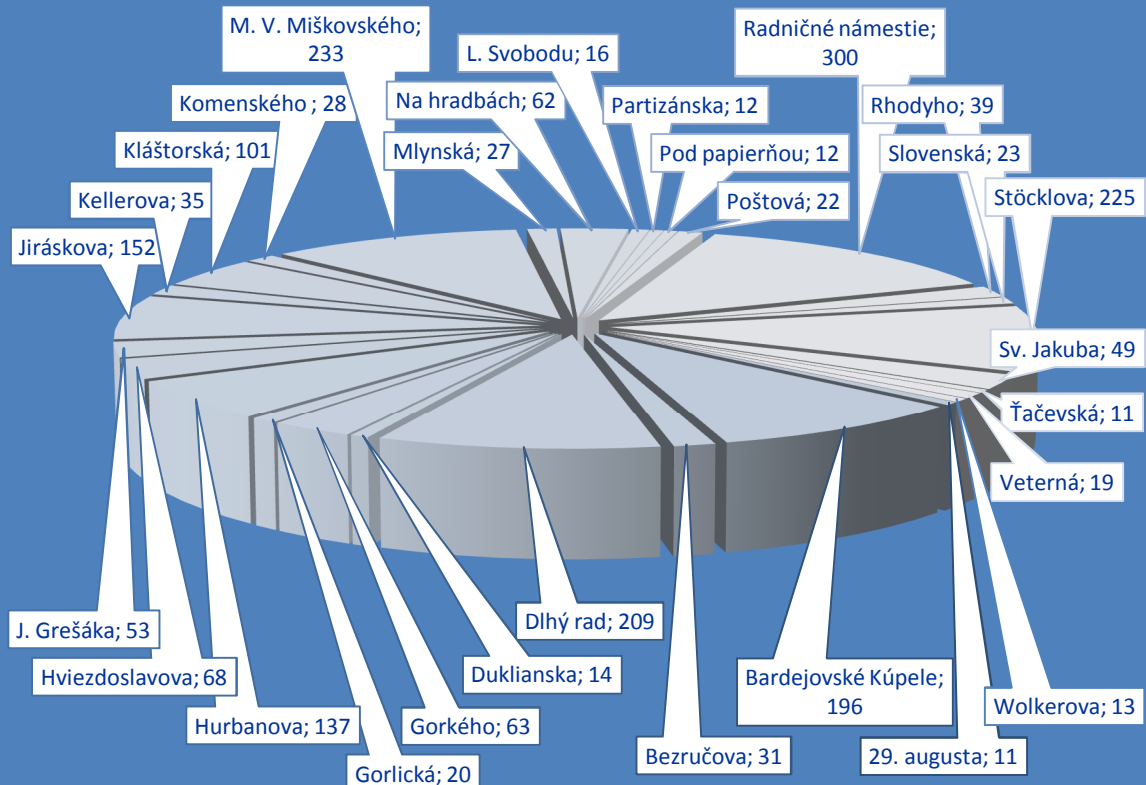 M. V. Miškovského;
233
L. Svobodu; 16
Radničné námestie;
300
Komenského ; 28
Na hradbách; 62
Partizánska; 12
Rhodyho; 39
Kláštorská; 101
Mlynská; 27
Pod papierňou; 12
Slovenská; 23
Kellerova; 35
Poštová; 22
Stöcklova; 225
Jiráskova; 152
Sv. Jakuba; 49
Ťačevská; 11
Veterná; 19
J. Grešáka; 53
Dlhý rad; 209
Hviezdoslavova; 68
Duklianska; 14
Bardejovské Kúpele;
196
Wolkerova; 13
Hurbanova; 137
Gorkého; 63
Bezručova; 31
29. augusta; 11
Gorlická; 20